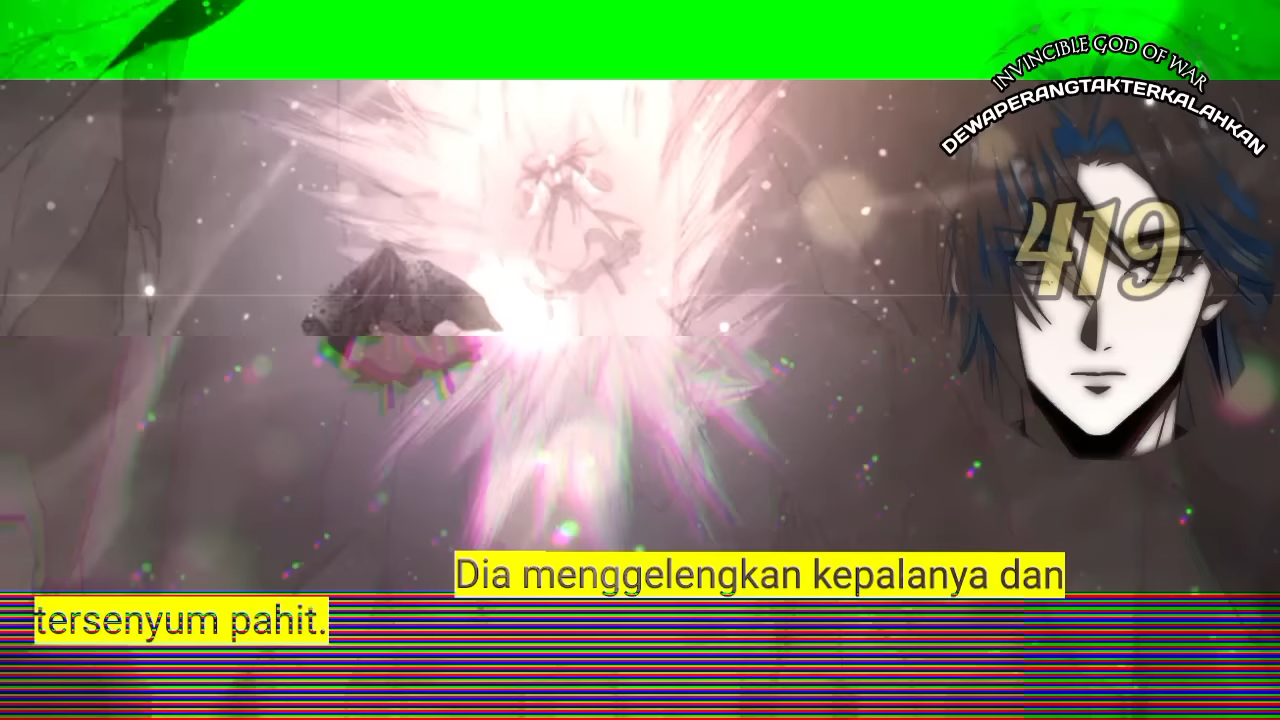 INVINCIBLE GOD OF WAR
DEWAPERANGTAKTERKALAHKAN
419
Dia menggelengkan kepalanya dan
tersenyum pahit.